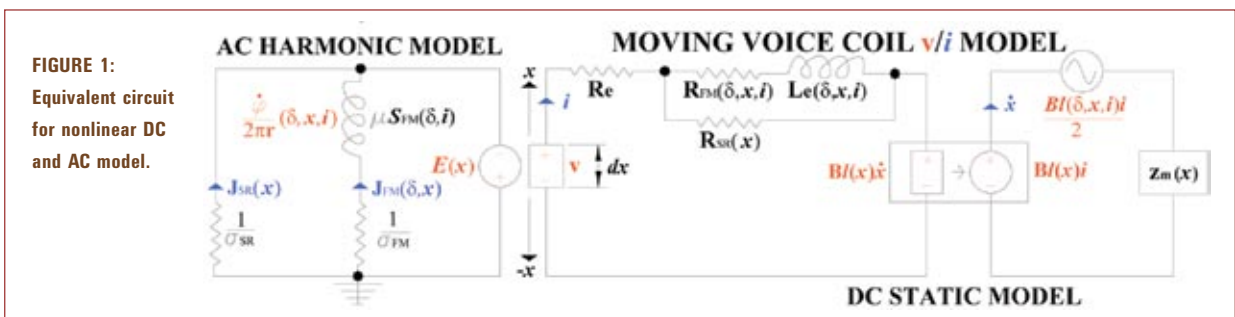 FIGURE 1:
Equivalent circuit
for nonlinear DC
and AC model.
AC HARMONIC MODEL
MOVING VOICE COIL v/i MODEL
φ̇
2πr
(δ,x,i)
μSFM(δ,i)
E(x)
JSR(x)
JFM(δ,x)
1
σSR
1
σFM
x
-x
i
v
dx
Re
RFM(δ,x,i)
Le(δ,x,i)
RSR(x)
Bl(x)ẋ
ẋ
Bl(δ,x,i)i
2
Bl(x)i
Zm(x)
DC STATIC MODEL